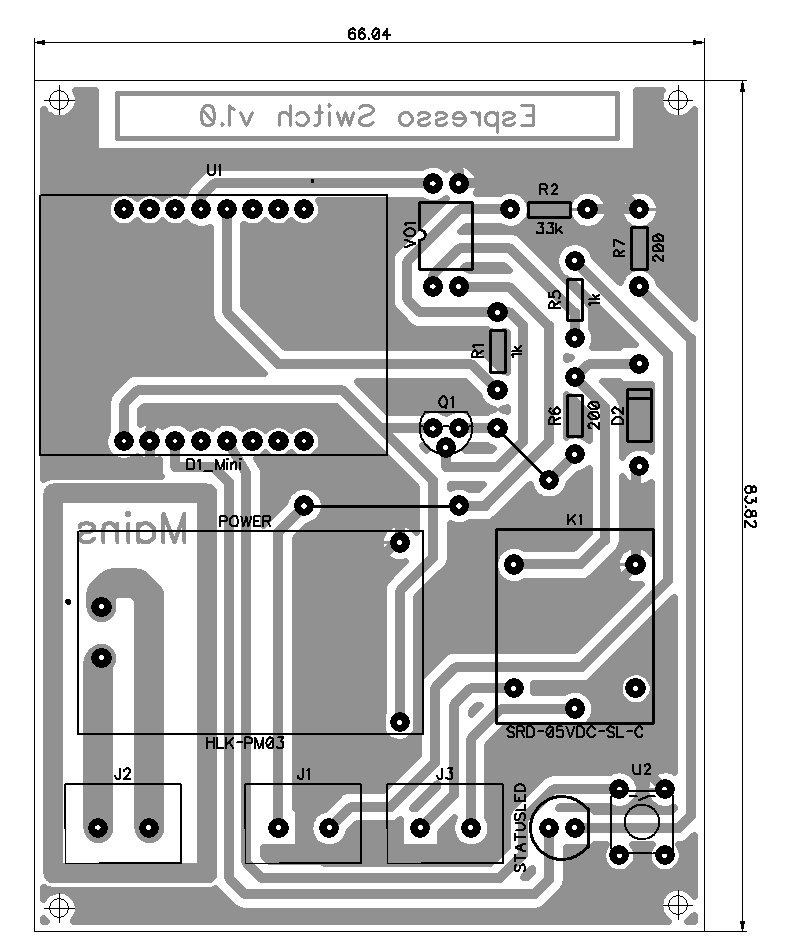 66.04
Espresso Switch v1.0
U1
R2
33k
VO1
R7
200
R5
1k
R1
1k
Q1
R6
200
D2
D1_Mini
83.82
POWER
Mains
K1
HLK-PM03
SRD-05VDC-SL-C
J2
J1
J3
U2
STATUSLED